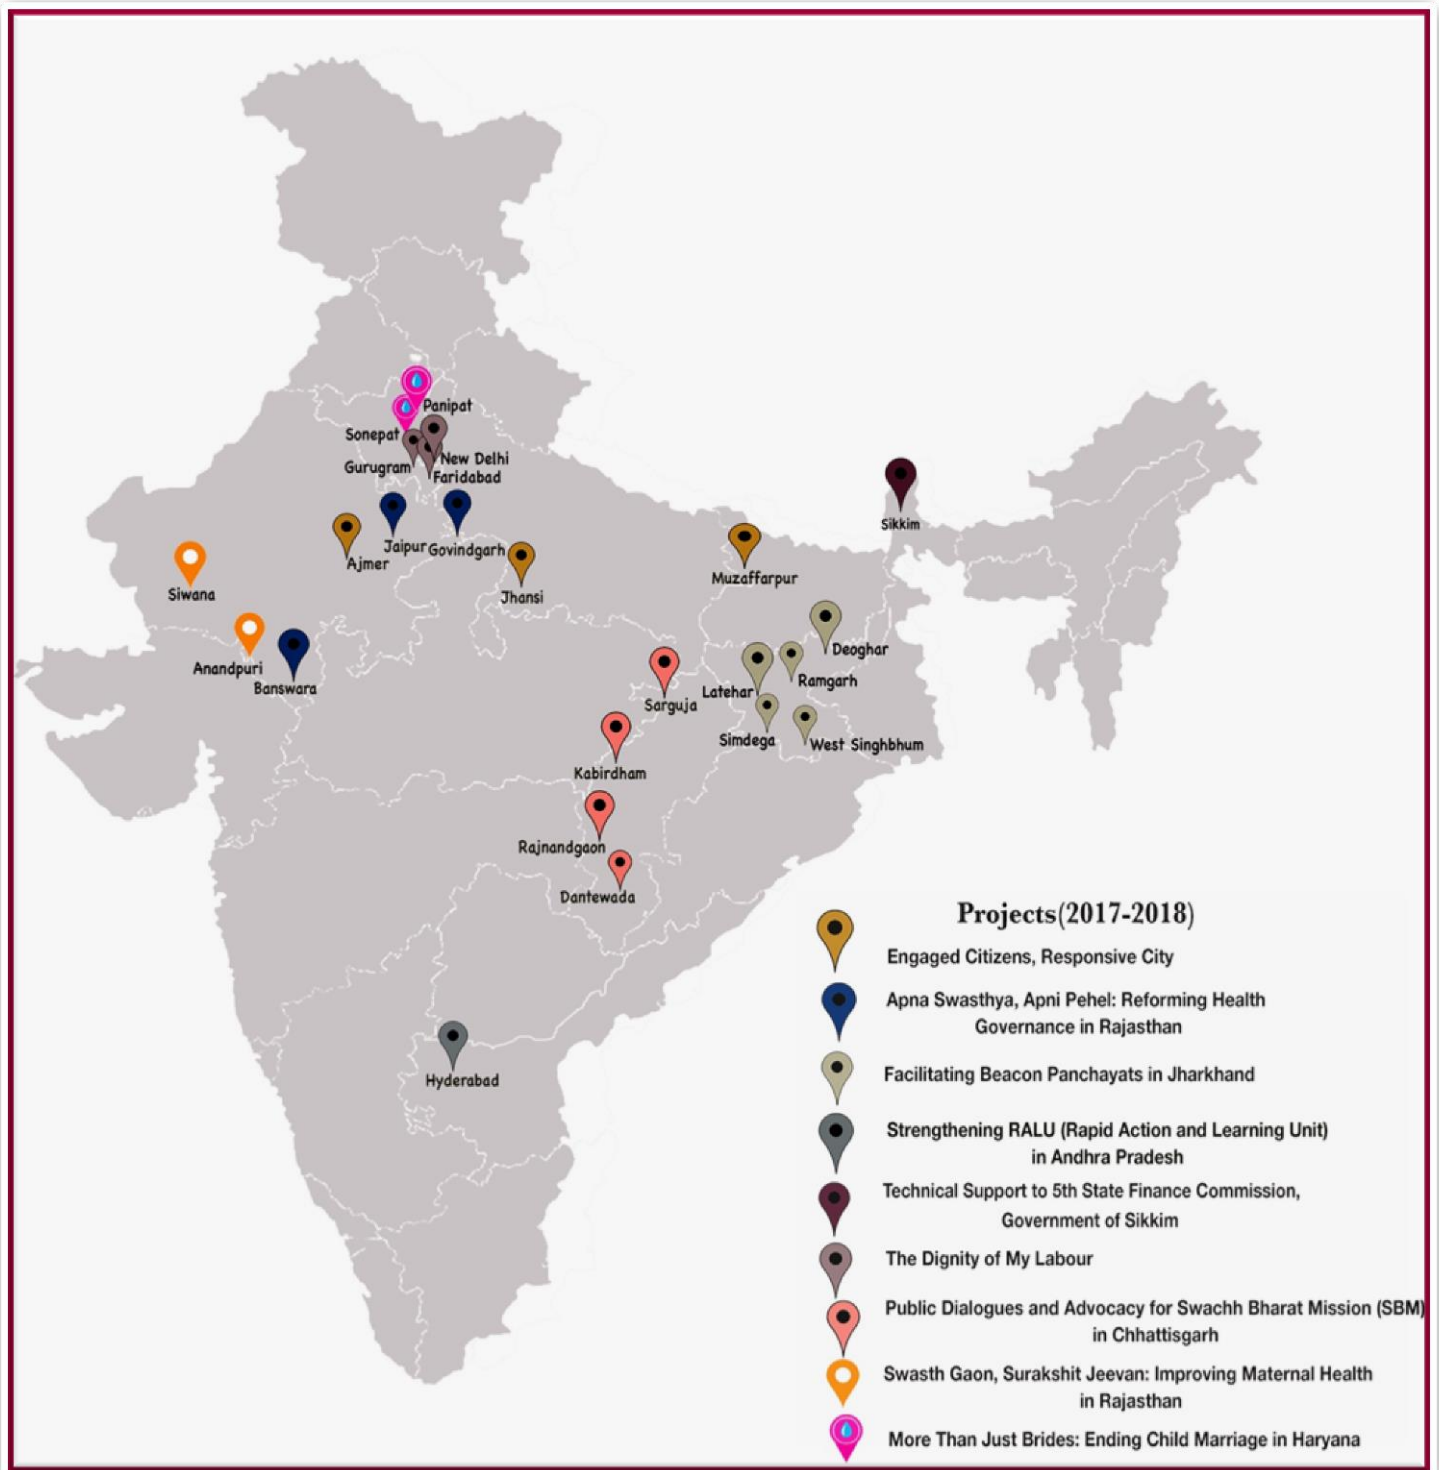 Panipat
Sonepat
New Delhi
Gurugram
Faridabad
Sikkim
Jaipur
Govindgarh
Ajmer
Muzaffarpur
Siwana
Jhansi
Deoghar
Anandpuri
Ramgarh
Banswara
Latehar
Sarguja
Simdega
West Singhbhum
Kabirdham
Rajnandgaon
Dantewada
Hyderabad
Projects(2017-2018)
Engaged Citizens, Responsive City
Apna Swasthya, Apni Pehel: Reforming Health
Governance in Rajasthan
Facilitating Beacon Panchayats in Jharkhand
Strengthening RALU (Rapid Action and Learning Unit)
in Andhra Pradesh
Technical Support to 5th State Finance Commission,
Government of Sikkim
The Dignity of My Labour
Public Dialogues and Advocacy for Swachh Bharat Mission (SBM)
in Chhattisgarh
Swasth Gaon, Surakshit Jeevan: Improving Maternal Health
in Rajasthan
More Than Just Brides: Ending Child Marriage in Haryana